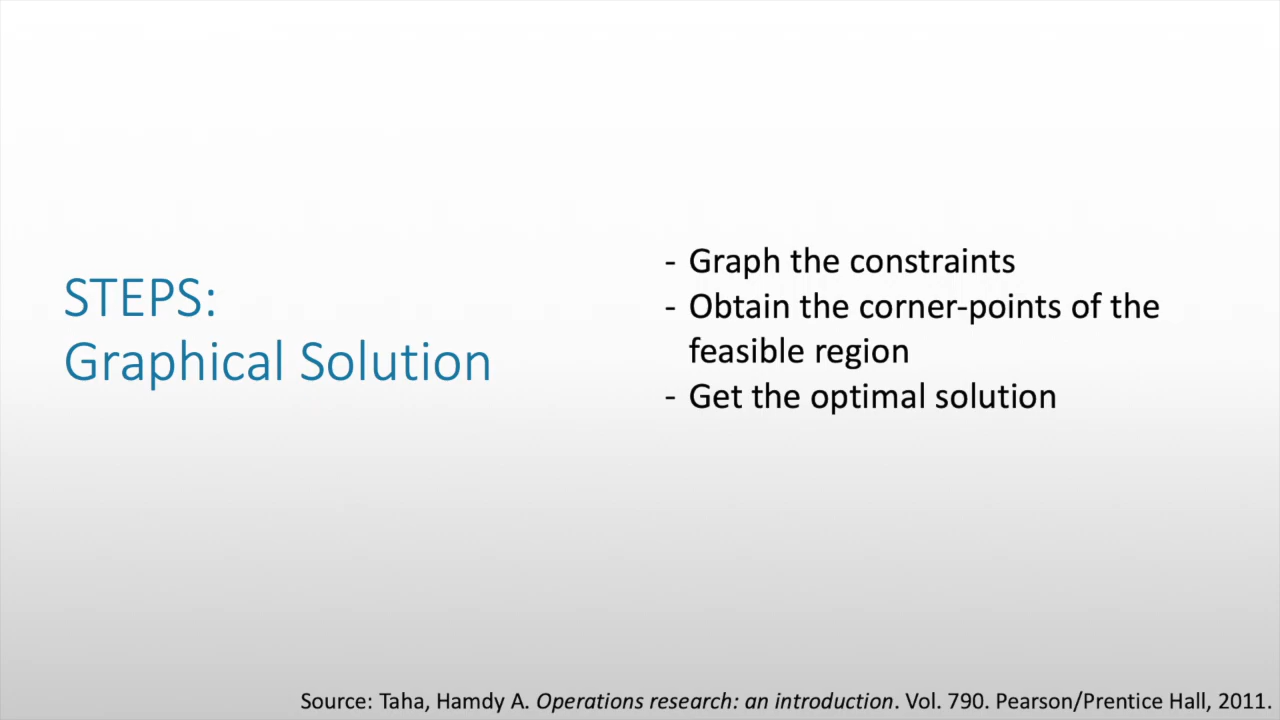 STEPS:
Graphical Solution
- Graph the constraints
- Obtain the corner-points of the
feasible region
- Get the optimal solution
Source: Taha, Hamdy A. Operations research: an introduction. Vol. 790. Pearson/Prentice Hall, 2011.